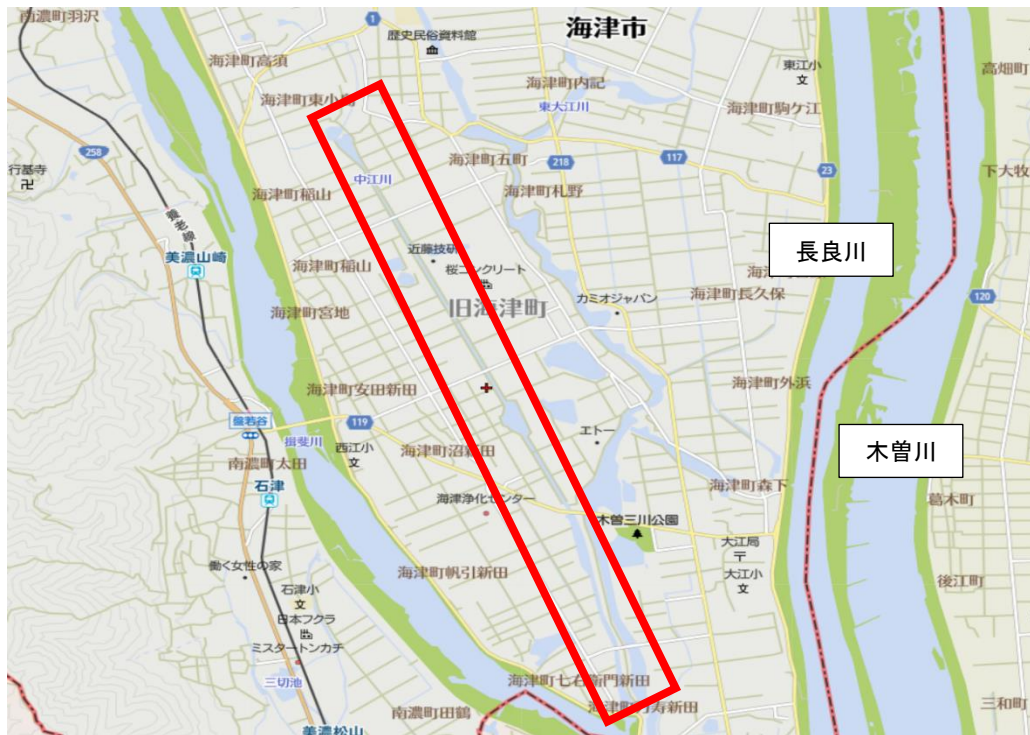 南濃町羽沢
1
歴史民俗資料館
海津市
海津町高須
東江小
文
高畑町
海津町内記
東大江川
海津町駒ケ江
258
行基寺
卍
中江川
海津町五町
218
117
23
下大牧
海津町稲山
海津町札野
養老線
美濃山崎
近藤技研
長良川
海津町稲山
桜コンクリート
カミオジャパン
海津町長久保
120
海津町宮地
旧海津町
海津町安田新田
海津町外浜
盤若谷
119
揖斐川
西江小
文
エトー
木曽川
南濃町太田
海津町沼新田
石津
海津浄化センター
海津町森下
葛木町
木曽三川公園
大江局
〒
働く女性の家
海津町帆引新田
大江小
文
後江町
石津小
文
日本フクラ
ミスタートンカチ
三切池
海津町七右衛門新田
三和町
南濃町田鶴
美濃松山